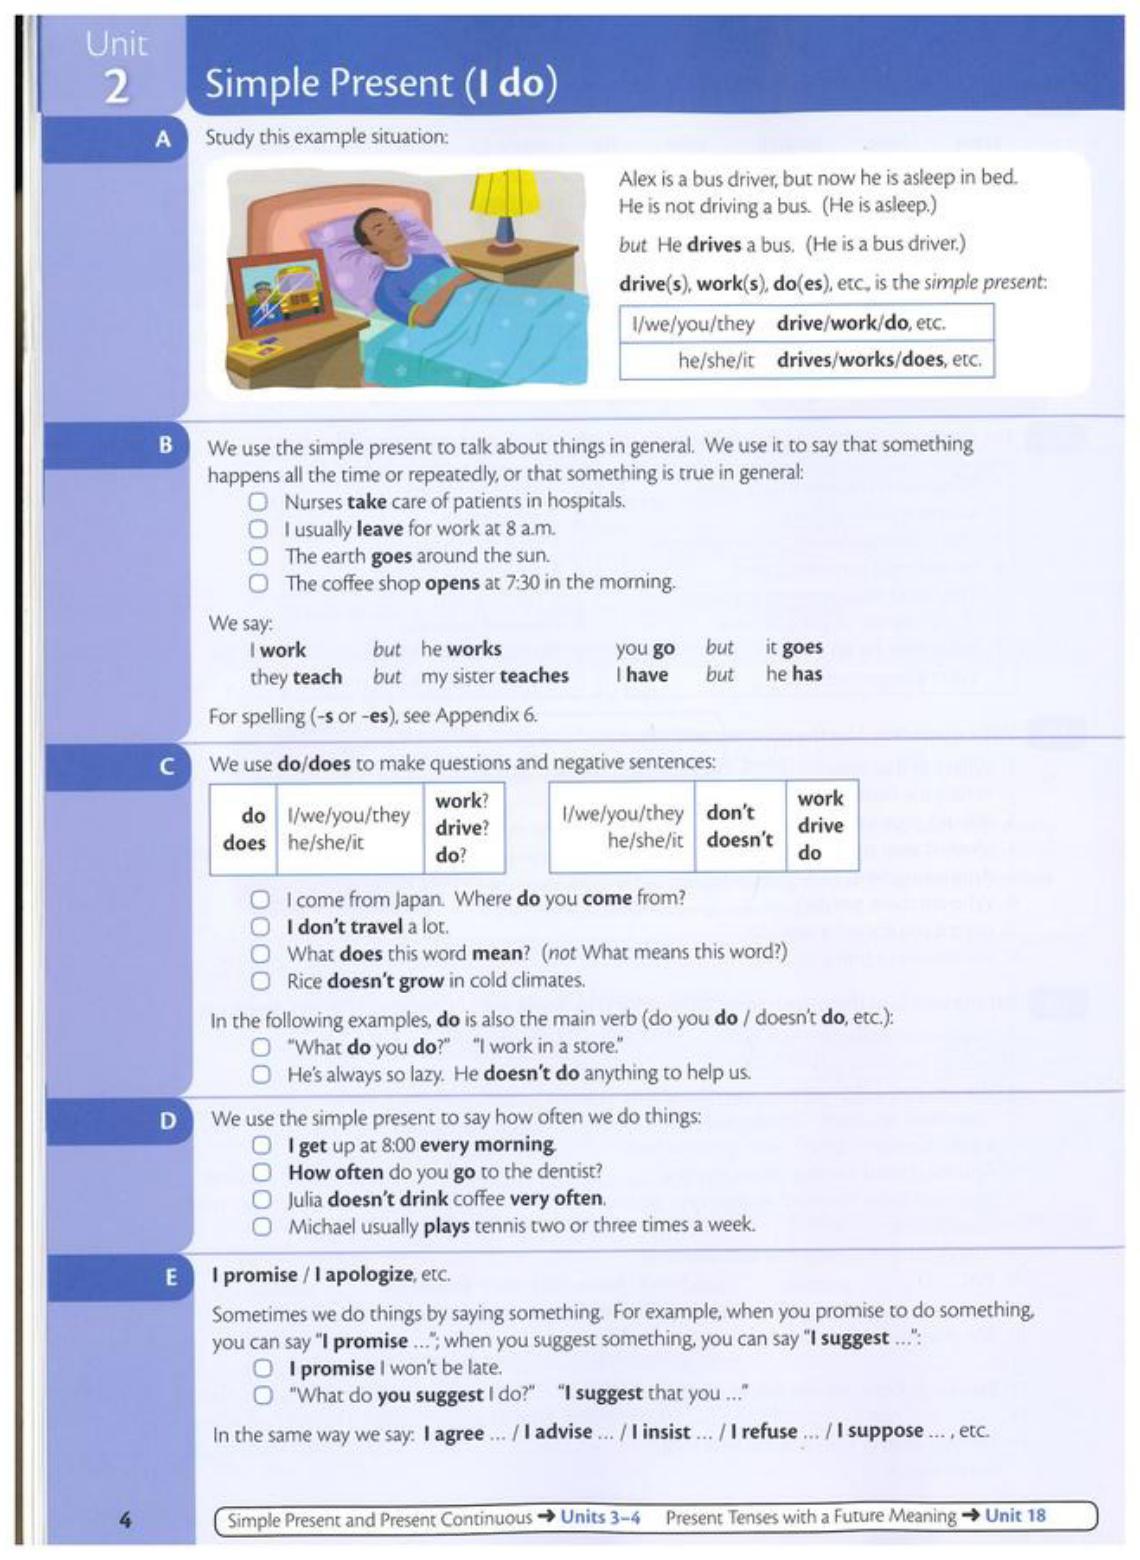 Unit
2
Simple Present (I do)
A
Study this example situation:
Alex is a bus driver, but now he is asleep in bed.
He is not driving a bus. (He is asleep.)
but He drives a bus. (He is a bus driver.)
drive(s), work(s), do(es), etc., is the simple present:
I/we/you/they drive/work/do, etc.
he/she/it drives/works/does, etc.
B
We use the simple present to talk about things in general. We use it to say that something
happens all the time or repeatedly, or that something is true in general:
Nurses take care of patients in hospitals.
I usually leave for work at 8 a.m.
The earth goes around the sun.
The coffee shop opens at 7:30 in the morning.
We say:
I work but he works you go but it goes
they teach but my sister teaches I have but he has
For spelling (-s or -es), see Appendix 6.
C
We use do/does to make questions and negative sentences:
do I/we/you/they work?
does he/she/it drive?
do?
I/we/you/they don't work
he/she/it doesn't drive
do
I come from Japan. Where do you come from?
I don't travel a lot.
What does this word mean? (not What means this word?)
Rice doesn't grow in cold climates.
In the following examples, do is also the main verb (do you do / doesn't do, etc.):
"What do you do?" "I work in a store."
He's always so lazy. He doesn't do anything to help us.
D
We use the simple present to say how often we do things:
I get up at 8:00 every morning.
How often do you go to the dentist?
Julia doesn't drink coffee very often.
Michael usually plays tennis two or three times a week.
E
I promise / I apologize, etc.
Sometimes we do things by saying something. For example, when you promise to do something,
you can say "I promise ..."; when you suggest something, you can say "I suggest ...":
I promise I won't be late.
"What do you suggest I do?" "I suggest that you ..."
In the same way we say: I agree ... / I advise ... / I insist ... / I refuse ... / I suppose ... , etc.
4
Simple Present and Present Continuous → Units 3–4 Present Tenses with a Future Meaning → Unit 18